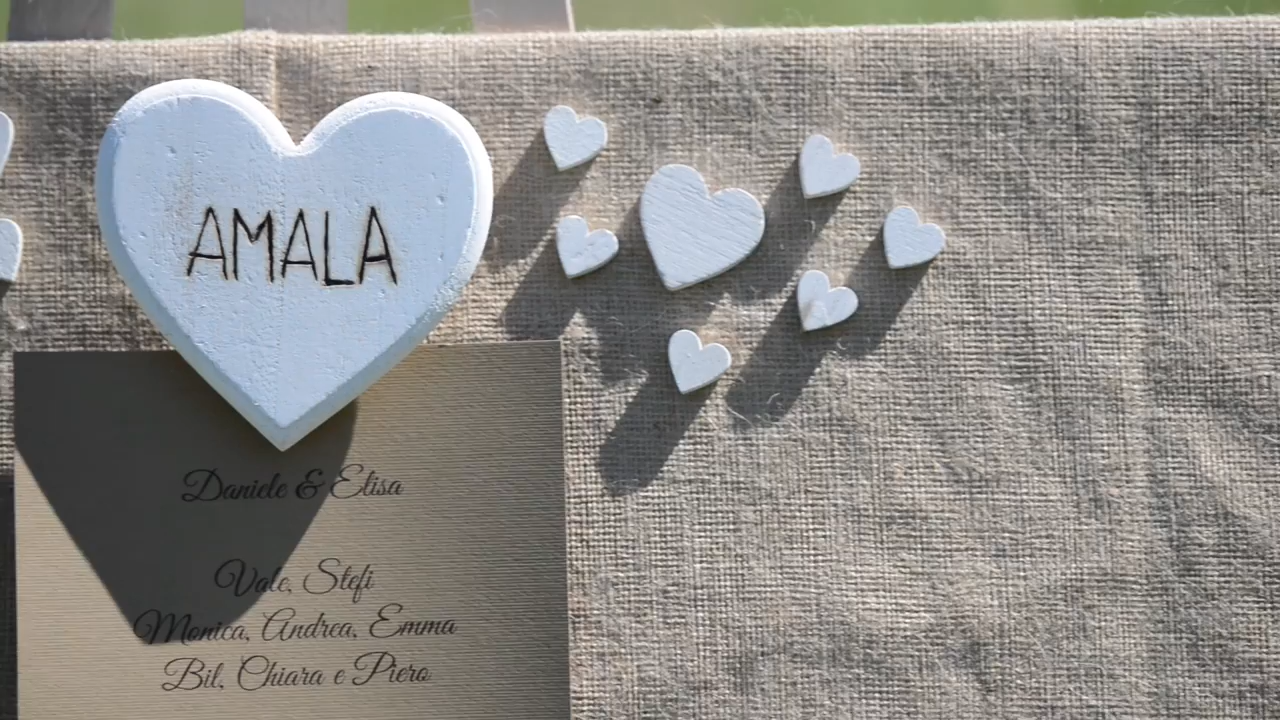 AMALA
Daniele & Elisa
Vale, Stefi
Monica, Andrea, Emma
Bil, Chiara e Piero